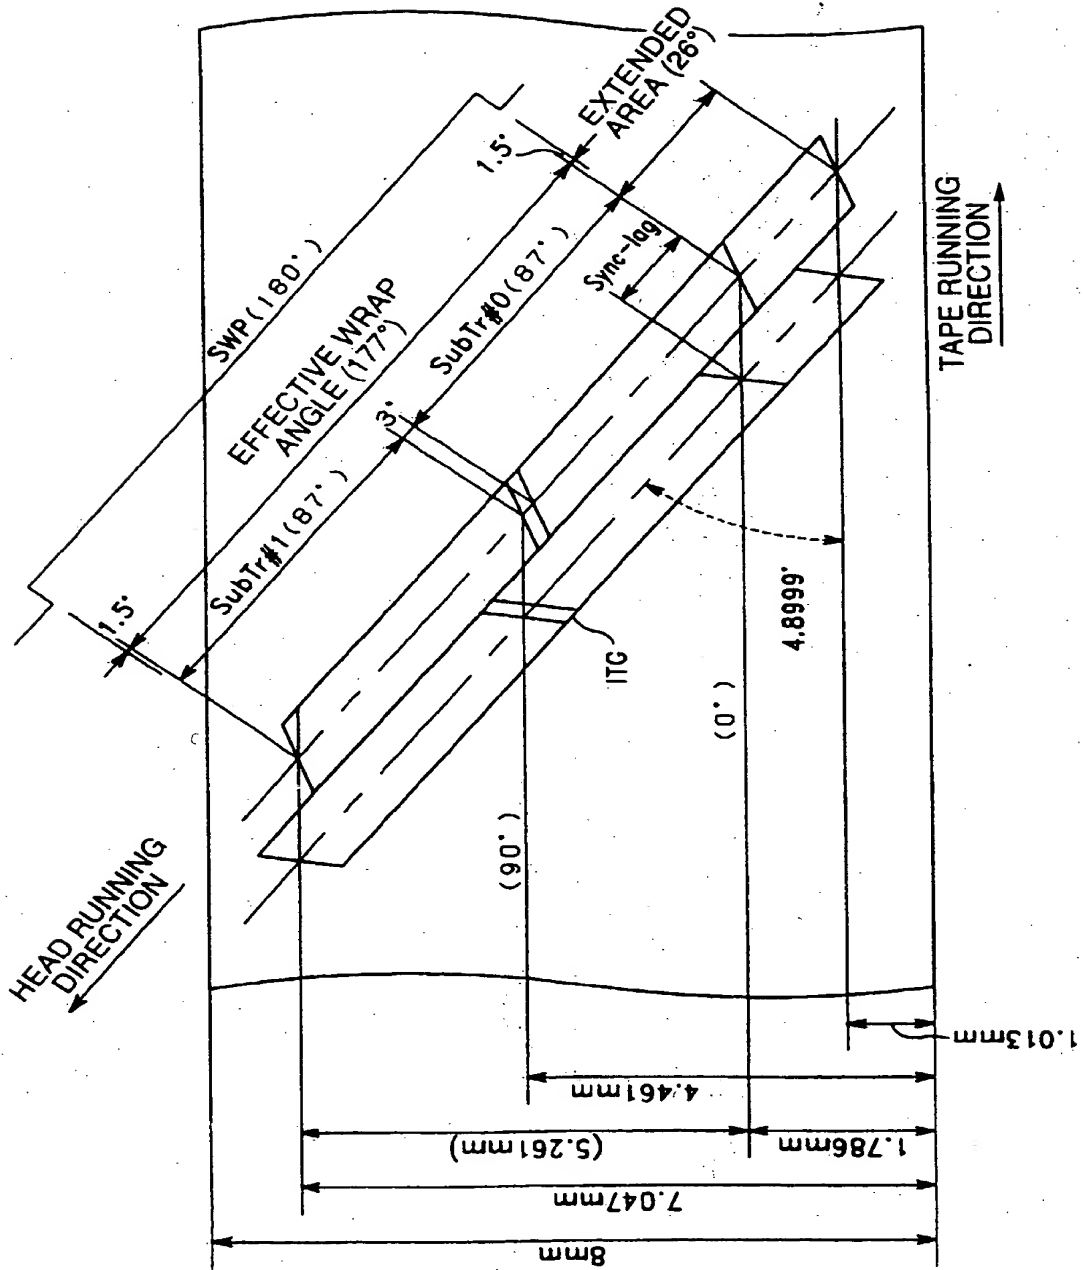 EXTENDED
AREA (26°)
1.5°
SWP(180°)
EFFECTIVE WRAP
ANGLE (177°)
SubTr#0(87°)
Sync-lag
3°
SubTr#1(87°)
1.5°
TAPE RUNNING
DIRECTION
ITG
4.8999°
(0°)
(90°)
HEAD RUNNING
DIRECTION
1.013mm
4.461mm
(5.261mm)
1.786mm
7.047mm
8mm